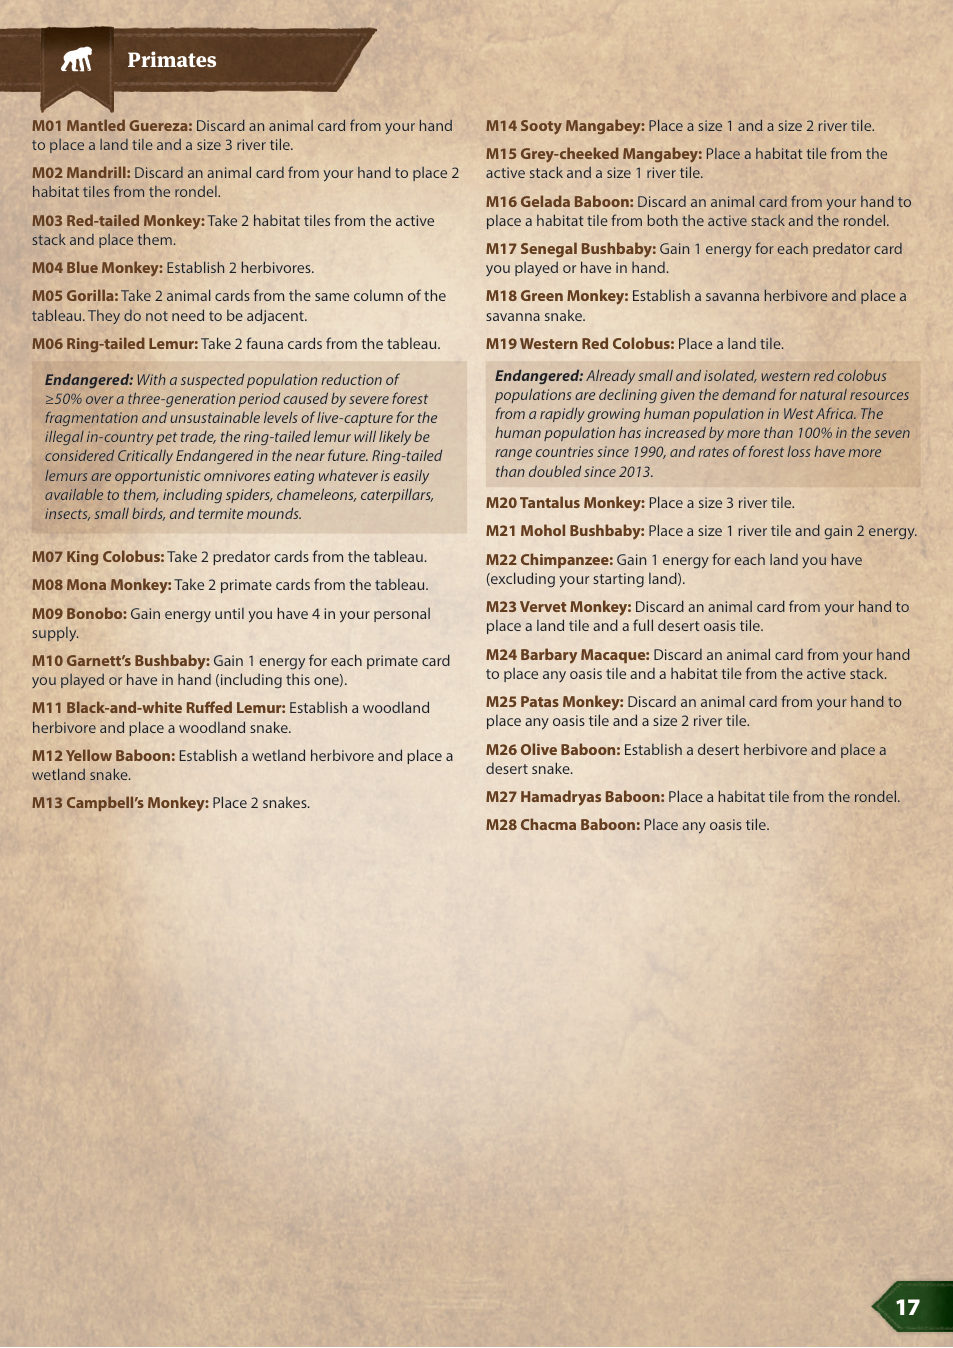 Primates
M01 Mantled Guereza: Discard an animal card from your hand
to place a land tile and a size 3 river tile.
M02 Mandrill: Discard an animal card from your hand to place 2
habitat tiles from the rondel.
M03 Red-tailed Monkey: Take 2 habitat tiles from the active
stack and place them.
M04 Blue Monkey: Establish 2 herbivores.
M05 Gorilla: Take 2 animal cards from the same column of the
tableau. They do not need to be adjacent.
M06 Ring-tailed Lemur: Take 2 fauna cards from the tableau.
Endangered: With a suspected population reduction of
≥50% over a three-generation period caused by severe forest
fragmentation and unsustainable levels of live-capture for the
illegal in-country pet trade, the ring-tailed lemur will likely be
considered Critically Endangered in the near future. Ring-tailed
lemurs are opportunistic omnivores eating whatever is easily
available to them, including spiders, chameleons, caterpillars,
insects, small birds, and termite mounds.
M07 King Colobus: Take 2 predator cards from the tableau.
M08 Mona Monkey: Take 2 primate cards from the tableau.
M09 Bonobo: Gain energy until you have 4 in your personal
supply.
M10 Garnett’s Bushbaby: Gain 1 energy for each primate card
you played or have in hand (including this one).
M11 Black-and-white Ruffed Lemur: Establish a woodland
herbivore and place a woodland snake.
M12 Yellow Baboon: Establish a wetland herbivore and place a
wetland snake.
M13 Campbell’s Monkey: Place 2 snakes.
M14 Sooty Mangabey: Place a size 1 and a size 2 river tile.
M15 Grey-cheeked Mangabey: Place a habitat tile from the
active stack and a size 1 river tile.
M16 Gelada Baboon: Discard an animal card from your hand to
place a habitat tile from both the active stack and the rondel.
M17 Senegal Bushbaby: Gain 1 energy for each predator card
you played or have in hand.
M18 Green Monkey: Establish a savanna herbivore and place a
savanna snake.
M19 Western Red Colobus: Place a land tile.
Endangered: Already small and isolated, western red colobus
populations are declining given the demand for natural resources
from a rapidly growing human population in West Africa. The
human population has increased by more than 100% in the seven
range countries since 1990, and rates of forest loss have more
than doubled since 2013.
M20 Tantalus Monkey: Place a size 3 river tile.
M21 Mohol Bushbaby: Place a size 1 river tile and gain 2 energy.
M22 Chimpanzee: Gain 1 energy for each land you have
(excluding your starting land).
M23 Vervet Monkey: Discard an animal card from your hand to
place a land tile and a full desert oasis tile.
M24 Barbary Macaque: Discard an animal card from your hand
to place any oasis tile and a habitat tile from the active stack.
M25 Patas Monkey: Discard an animal card from your hand to
place any oasis tile and a size 2 river tile.
M26 Olive Baboon: Establish a desert herbivore and place a
desert snake.
M27 Hamadryas Baboon: Place a habitat tile from the rondel.
M28 Chacma Baboon: Place any oasis tile.
17